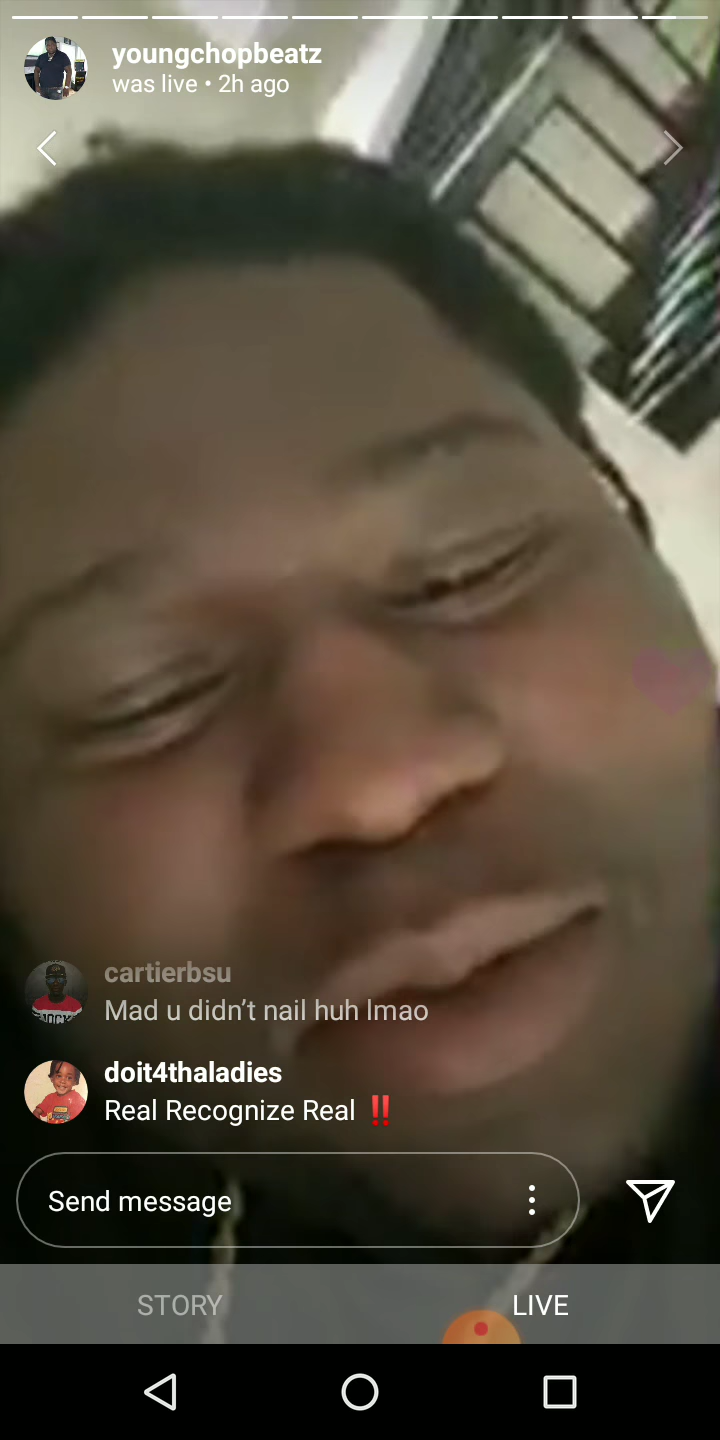 youngchopbeatz
was live • 2h ago
cartierbsu
Mad u didn't nail huh lmao
doit4thaladies
Real Recognize Real ‼️
Send message
STORY
LIVE